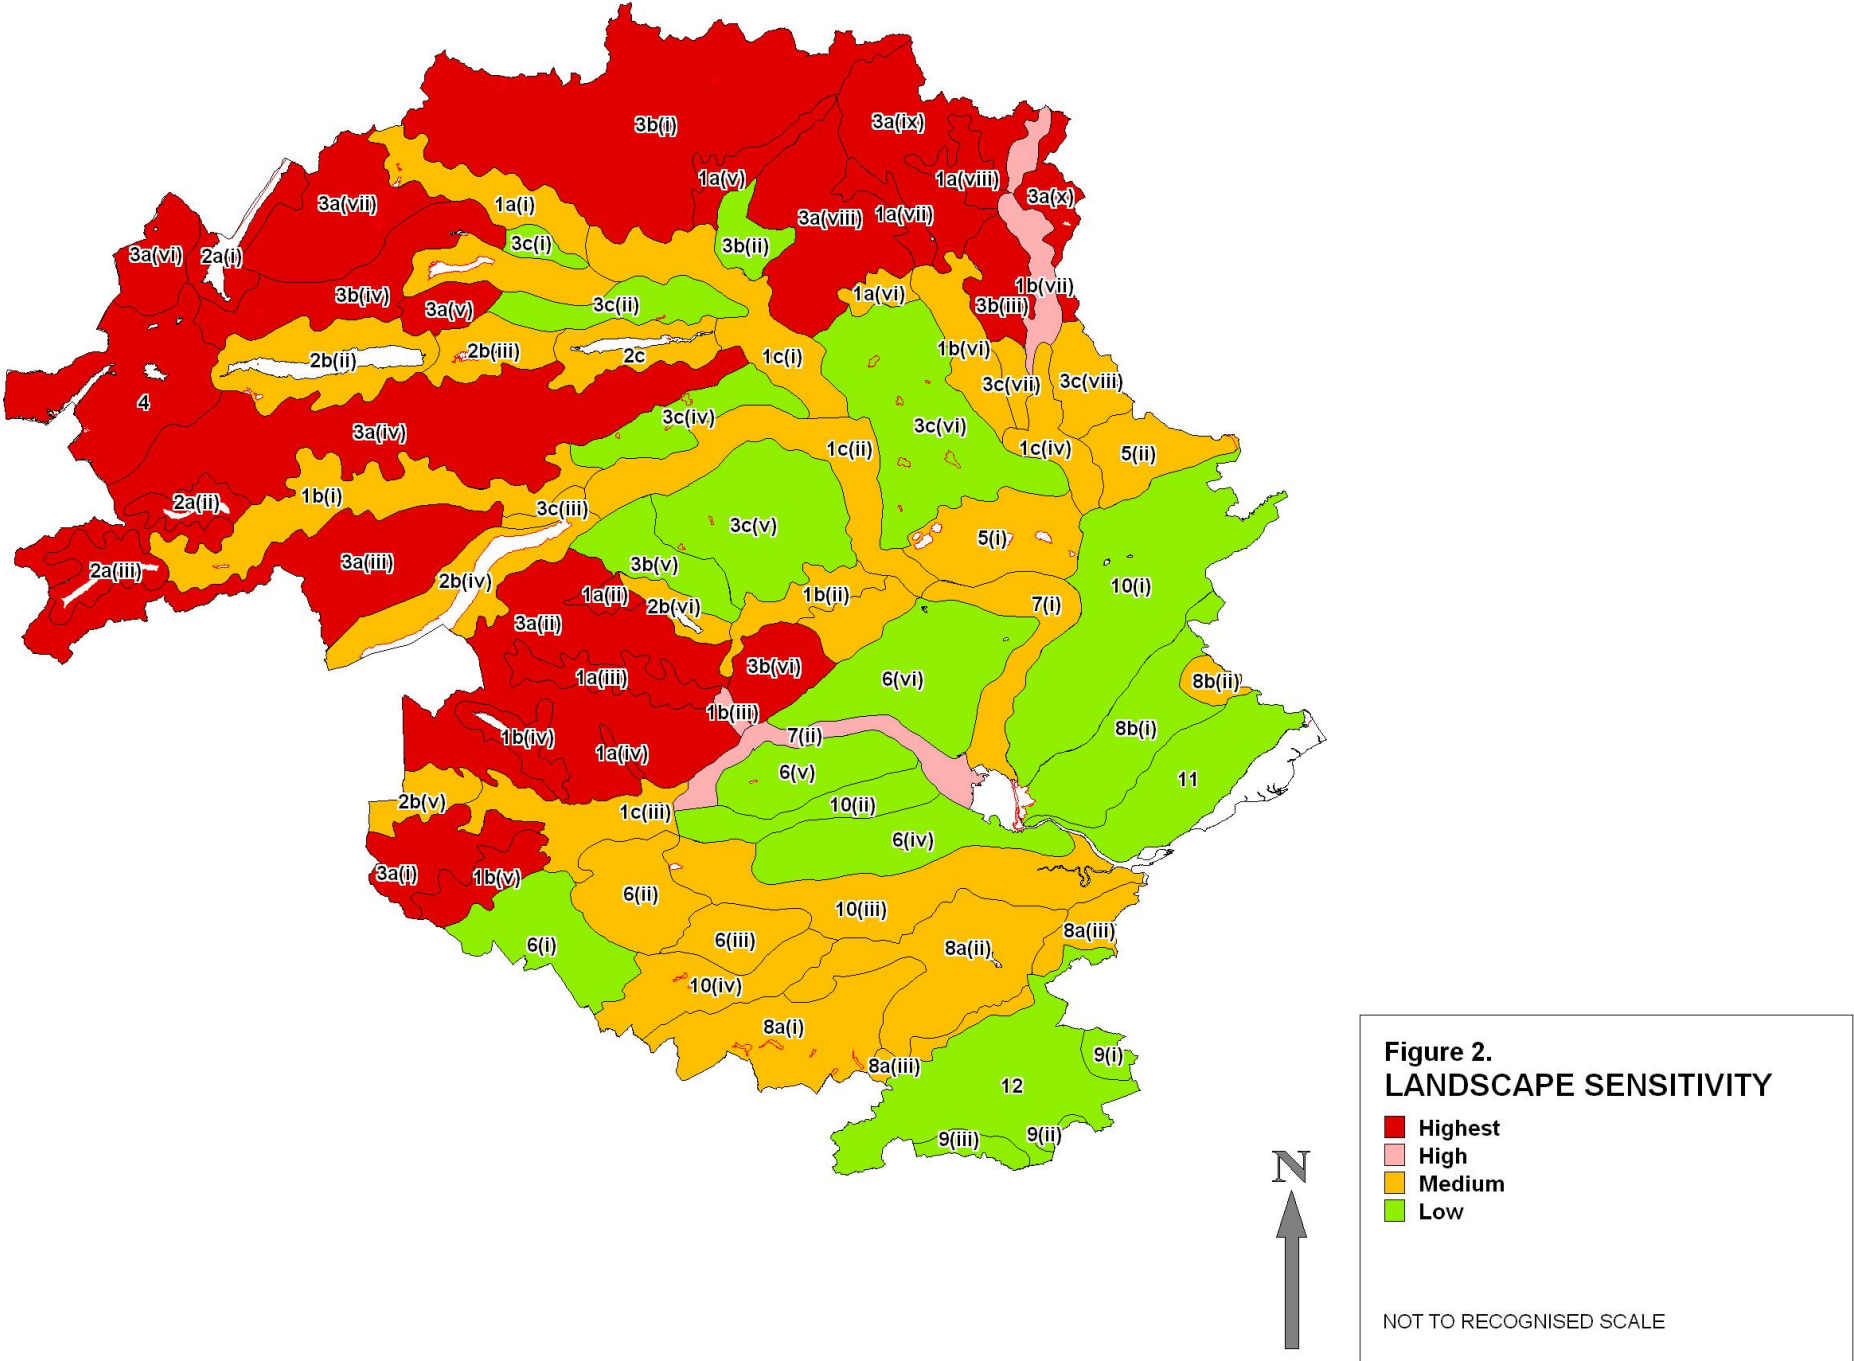 3b(i)
3a(ix)
1a(v)
1a(viii)
3a(x)
3a(vii)
1a(i)
3a(viii)
1a(vii)
3a(vi)
2a(i)
3c(i)
3b(ii)
3b(iv)
3a(v)
3c(ii)
1a(vi)
3b(iii)
1b(vii)
2b(ii)
2b(iii)
2c
1c(i)
1b(vi)
3c(vii)
3c(viii)
4
3a(iv)
3c(iv)
1c(ii)
3c(vi)
1c(iv)
5(ii)
2a(ii)
1b(i)
3c(iii)
3c(v)
5(i)
2a(iii)
3a(iii)
2b(iv)
3b(v)
10(i)
1a(ii)
2b(vi)
1b(ii)
7(i)
3a(ii)
1a(iii)
3b(vi)
6(vi)
8b(ii)
1b(iii)
1b(iv)
1a(iv)
7(ii)
8b(i)
6(v)
11
2b(v)
1c(iii)
10(ii)
6(iv)
3a(i)
1b(v)
6(ii)
10(iii)
6(i)
6(iii)
8a(ii)
8a(iii)
10(iv)
8a(i)
8a(iii)
9(i)
12
9(iii)
9(ii)
N
Figure 2.
LANDSCAPE SENSITIVITY
Highest
High
Medium
Low
NOT TO RECOGNISED SCALE